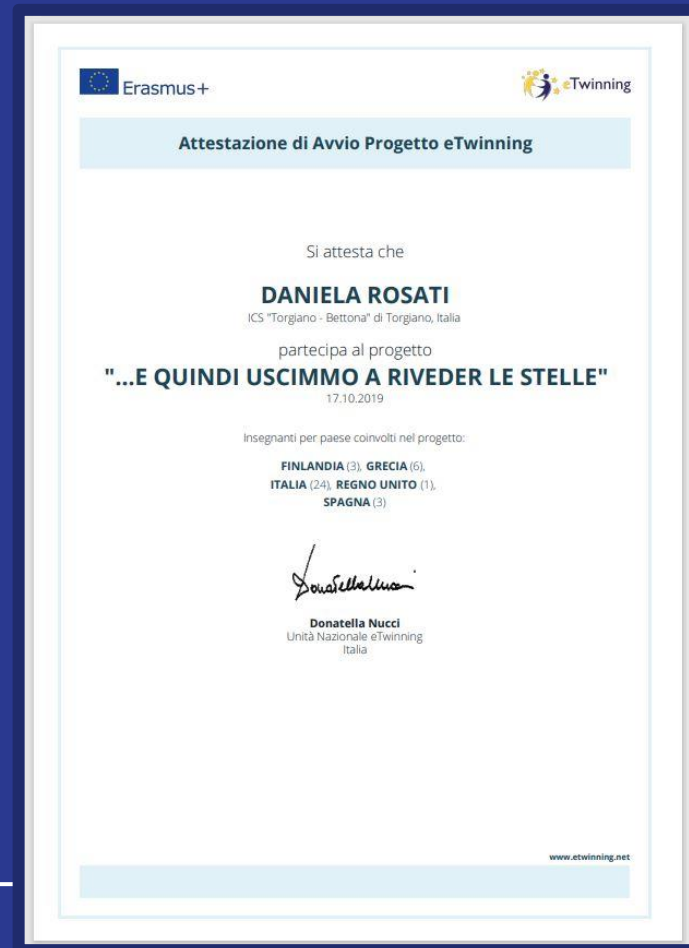 Erasmus+
eTwinning
Attestazione di Avvio Progetto eTwinning
Si attesta che
DANIELA ROSATI
ICS "Torgiano - Bettona" di Torgiano, Italia
partecipa al progetto
"...E QUINDI USCIMMO A RIVEDER LE STELLE"
17.10.2019
Insegnanti per paese coinvolti nel progetto:
FINLANDIA (3), GRECIA (6),
ITALIA (24), REGNO UNITO (1),
SPAGNA (3)
Donatella Nucci
Donatella Nucci
Unità Nazionale eTwinning
Italia
www.etwinning.net